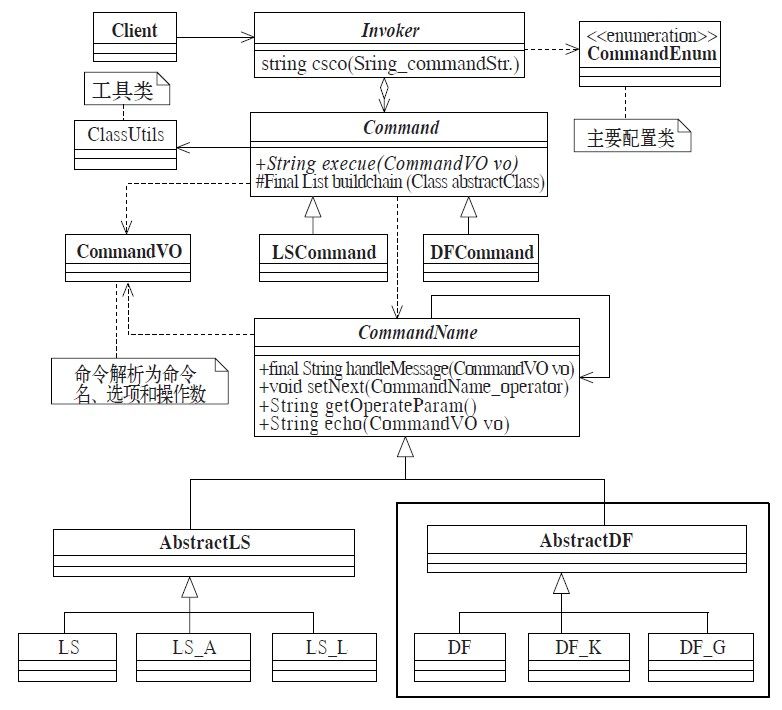 Client
Invoker
string csco(Sring_commandStr.)
<<enumeration>>
CommandEnum
工具类
主要配置类
ClassUtils
Command
+String execue(CommandVO vo)
#Final List buildchain (Class abstractClass)
CommandVO
LSCommand
DFCommand
CommandName
+final String handleMessage(CommandVO vo)
+void setNext(CommandName_operator)
+String getOperateParam()
+String echo(CommandVO vo)
命令解析为命令
名、选项和操作数
AbstractLS
AbstractDF
LS
LS_A
LS_L
DF
DF_K
DF_G